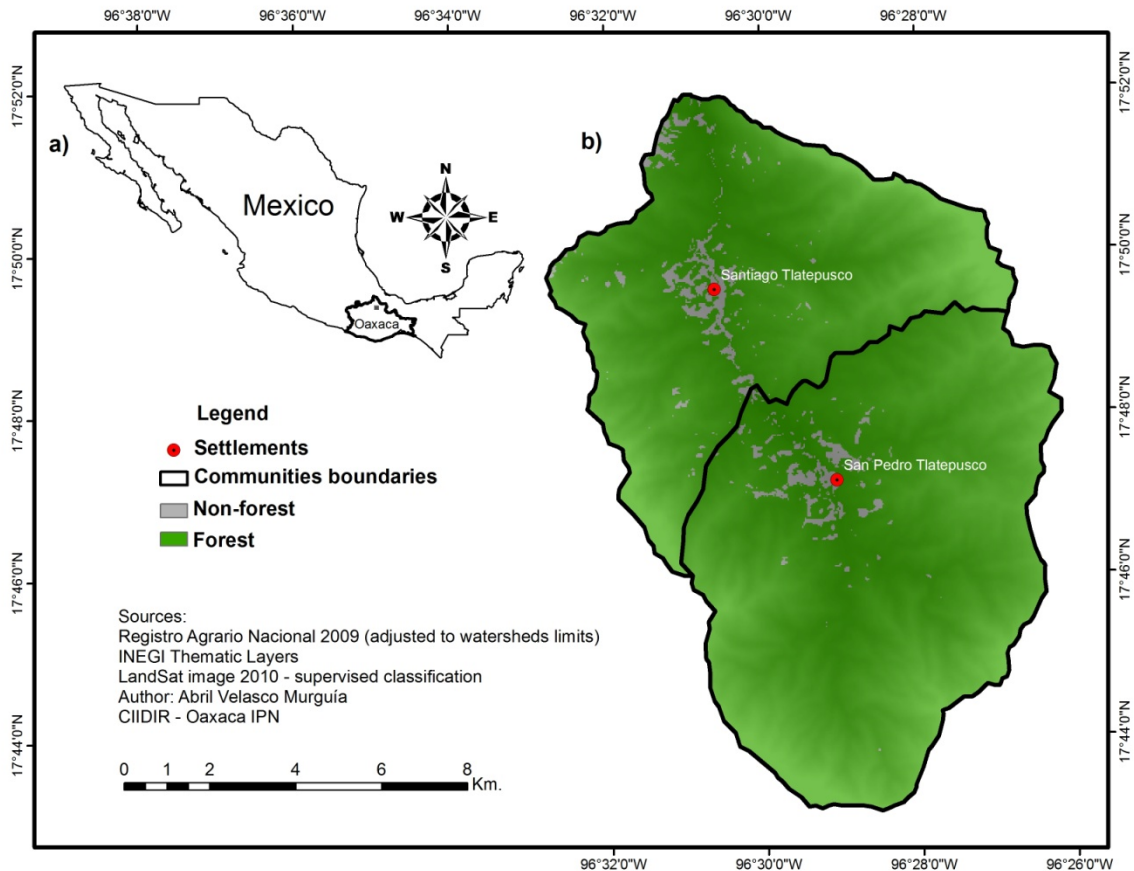 96°38'0"W
96°36'0"W
96°34'0"W
96°32'0"W
96°30'0"W
96°28'0"W
17°52'0"N
17°52'0"N
a)
b)
N
W
E
S
Mexico
Oaxaca
17°50'0"N
17°50'0"N
Santiago Tlatepusco
17°48'0"N
17°48'0"N
Legend
Settlements
Communities boundaries
Non-forest
Forest
San Pedro Tlatepusco
17°46'0"N
17°46'0"N
Sources:
Registro Agrario Nacional 2009 (adjusted to watersheds limits)
INEGI Thematic Layers
LandSat image 2010 - supervised classification
Author: Abril Velasco Murguía
CIIDIR - Oaxaca IPN
17°44'0"N
17°44'0"N
0 1 2 4 6 8
Km.
96°32'0"W
96°30'0"W
96°28'0"W
96°26'0"W